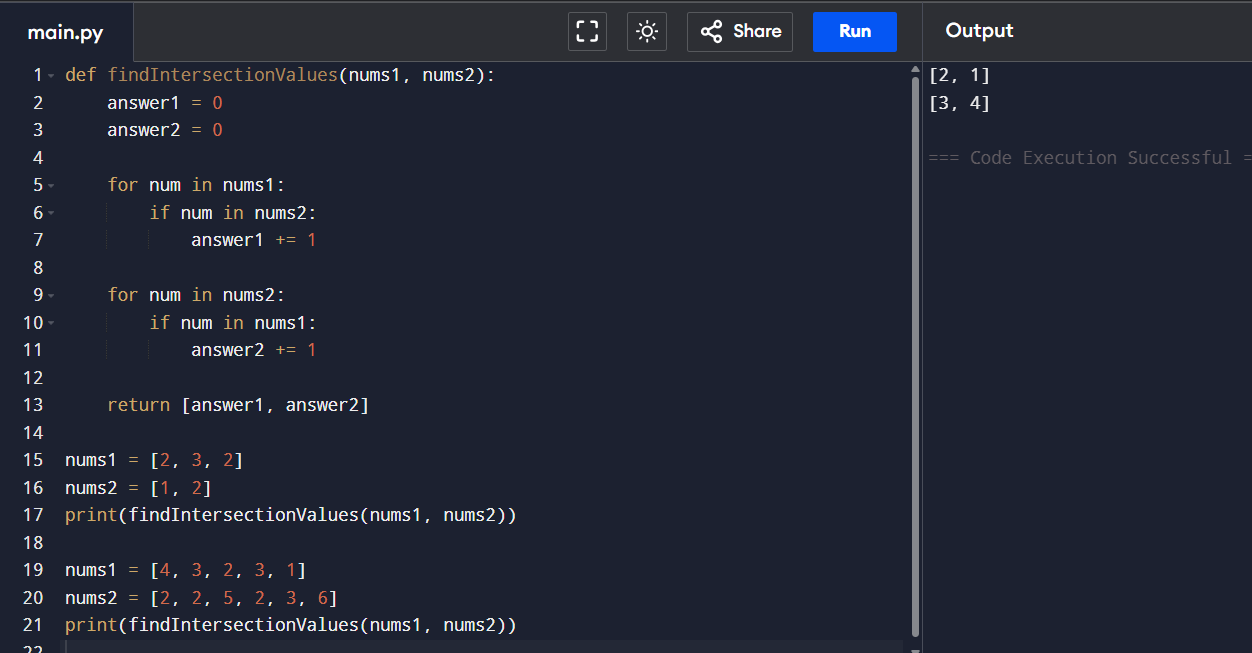 main.py
Share
Run
Output
1 def findIntersectionValues(nums1, nums2):
2     answer1 = 0
3     answer2 = 0
4
5     for num in nums1:
6         if num in nums2:
7             answer1 += 1
8
9     for num in nums2:
10         if num in nums1:
11             answer2 += 1
12
13     return [answer1, answer2]
14
15 nums1 = [2, 3, 2]
16 nums2 = [1, 2]
17 print(findIntersectionValues(nums1, nums2))
18
19 nums1 = [4, 3, 2, 3, 1]
20 nums2 = [2, 2, 5, 2, 3, 6]
21 print(findIntersectionValues(nums1, nums2))
22
[2, 1]
[3, 4]
=== Code Execution Successful =